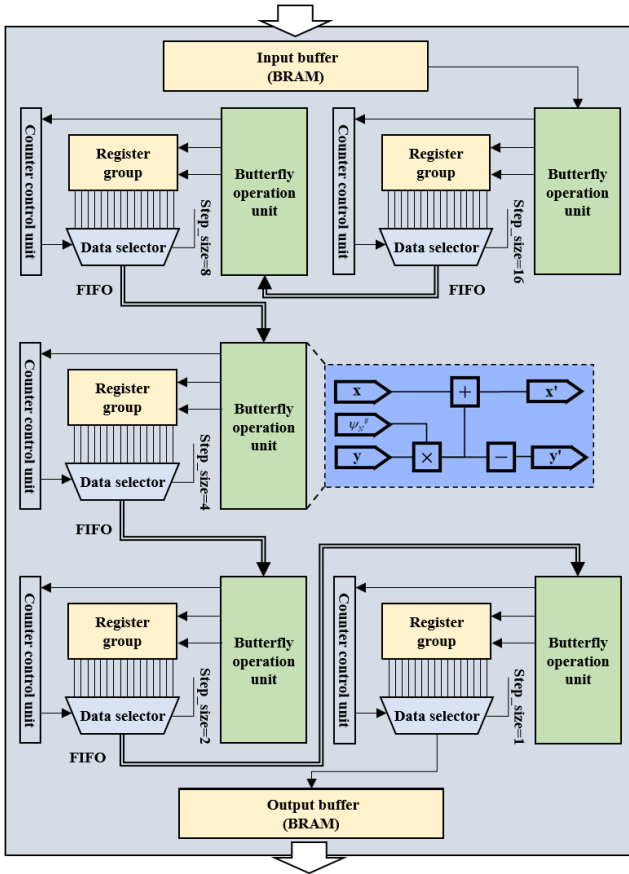 Input buffer
(BRAM)
Counter control unit
Register
group
Data selector
Step_size=8
Butterfly
operation
unit
FIFO
Counter control unit
Register
group
Data selector
Step_size=16
Butterfly
operation
unit
FIFO
Counter control unit
Register
group
Data selector
Step_size=4
Butterfly
operation
unit
FIFO
x
+
x'
y
×
−
y'
Counter control unit
Register
group
Data selector
Step_size=2
Butterfly
operation
unit
FIFO
Counter control unit
Register
group
Data selector
Step_size=1
Butterfly
operation
unit
Output buffer
(BRAM)